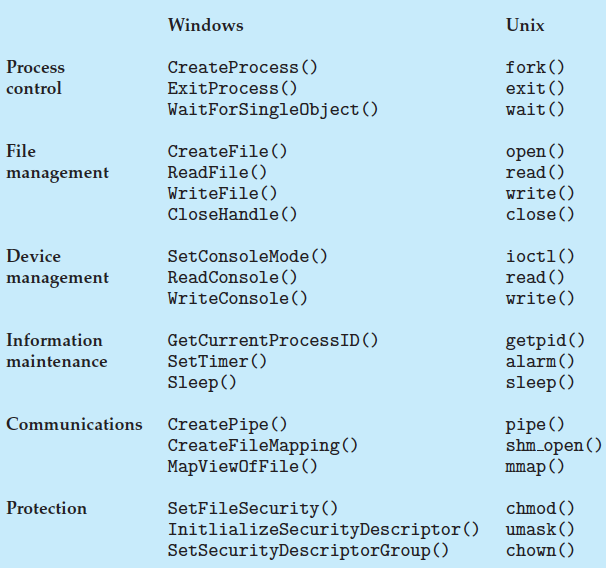 Windows Unix
Process CreateProcess() fork()
control ExitProcess() exit()
WaitForSingleObject() wait()
File CreateFile() open()
management ReadFile() read()
WriteFile() write()
CloseHandle() close()
Device SetConsoleMode() ioctl()
management ReadConsole() read()
WriteConsole() write()
Information GetCurrentProcessID() getpid()
maintenance SetTimer() alarm()
Sleep() sleep()
Communications CreatePipe() pipe()
CreateFileMapping() shm_open()
MapViewOfFile() mmap()
Protection SetFileSecurity() chmod()
InitlializeSecurityDescriptor() umask()
SetSecurityDescriptorGroup() chown()